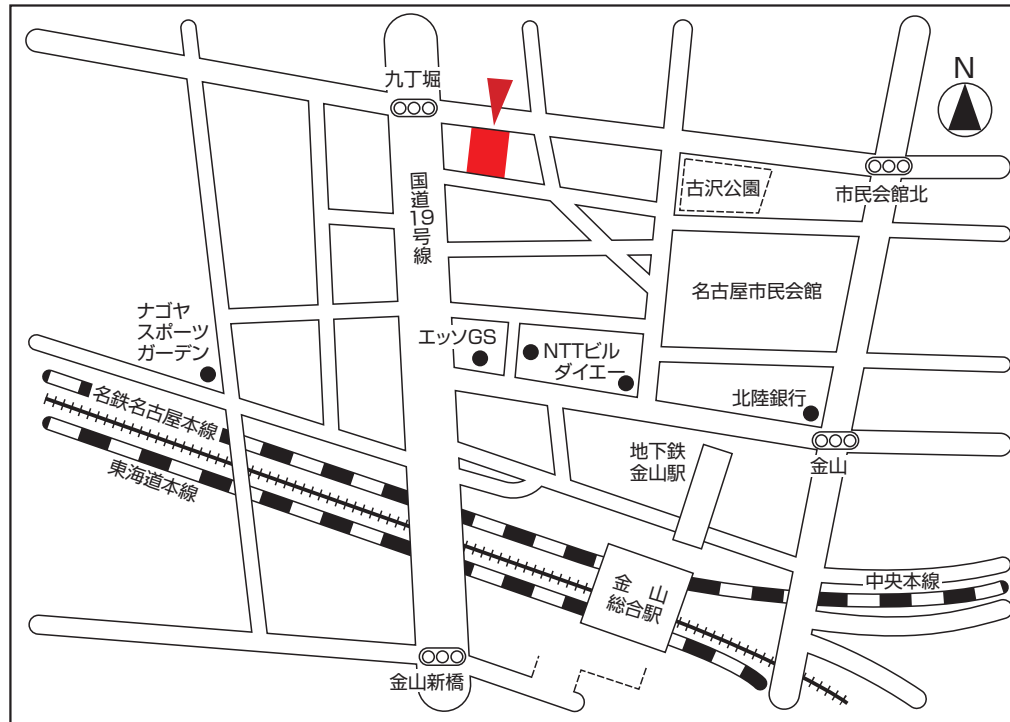 N
九丁堀
国道19号線
古沢公園
市民会館北
名古屋市民会館
ナゴヤ
スポーツ
ガーデン
エッソGS
NTTビル
ダイエー
北陸銀行
名鉄名古屋本線
東海道本線
地下鉄
金山駅
金山
中央本線
金山
総合駅
金山新橋